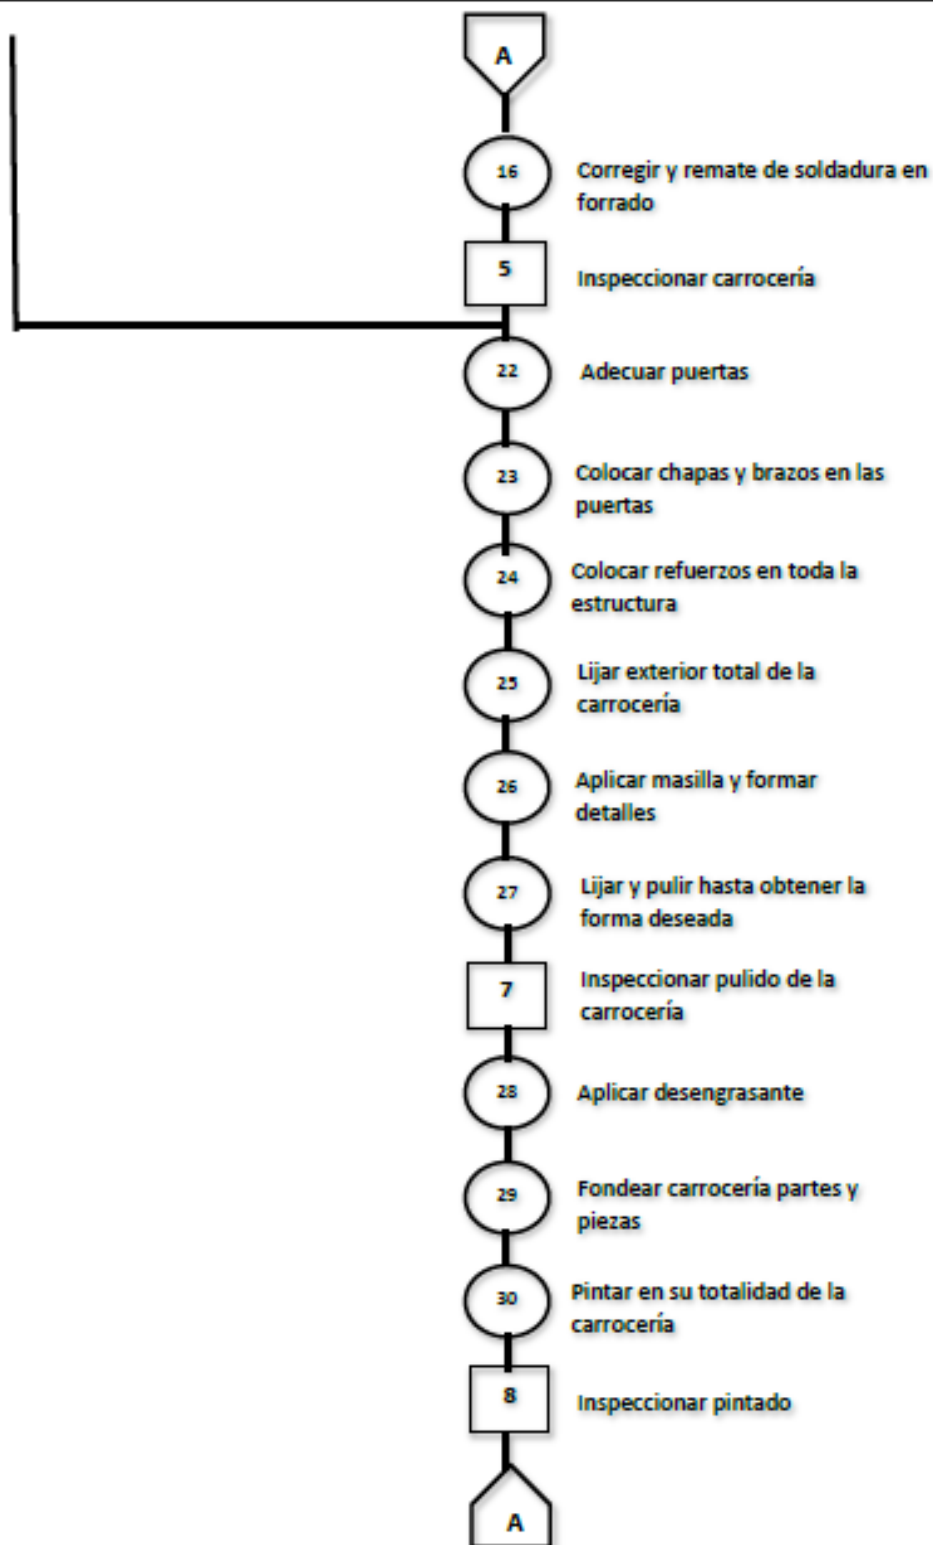 A
16
Corregir y remate de soldadura en
forrado
5
Inspeccionar carrocería
22
Adecuar puertas
23
Colocar chapas y brazos en las
puertas
24
Colocar refuerzos en toda la
estructura
25
Lijar exterior total de la
carrocería
26
Aplicar masilla y formar
detalles
27
Lijar y pulir hasta obtener la
forma deseada
7
Inspeccionar pulido de la
carrocería
28
Aplicar desengrasante
29
Fondear carrocería partes y
piezas
30
Pintar en su totalidad de la
carrocería
8
Inspeccionar pintado
A